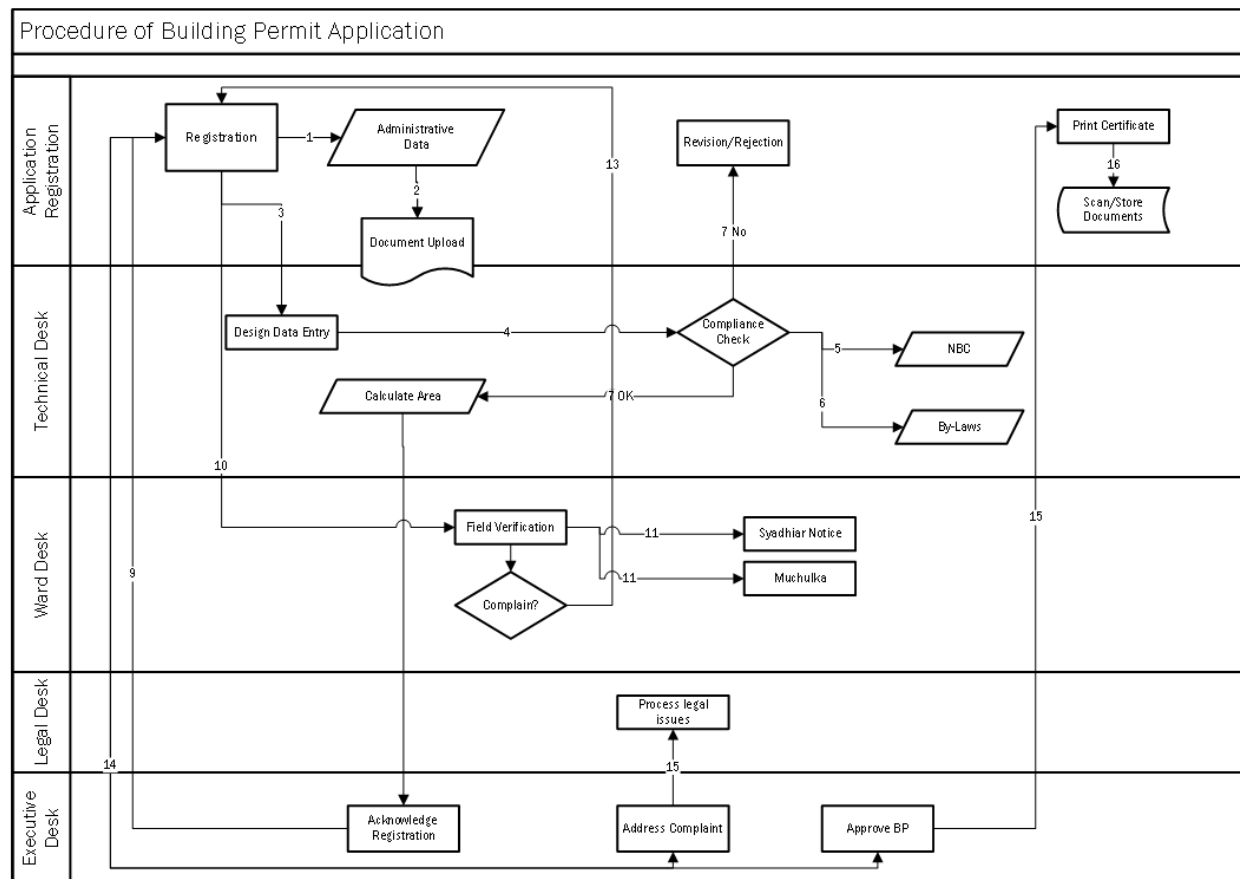 Procedure of Building Permit Application
Application
Registration
Registration
1
Administrative
Data
2
Document Upload
3
Revision/Rejection
7 No
13
Print Certificate
16
Scan/Store
Documents
Technical Desk
Design Data Entry
4
Compliance
Check
5
NBC
6
By-Laws
7 OK
Calculate Area
10
Ward Desk
Field Verification
11
Syadhiar Notice
11
Muchulka
Complain?
9
15
Legal Desk
Process legal
issues
14
15
Executive
Desk
Acknowledge
Registration
Address Complaint
Approve BP